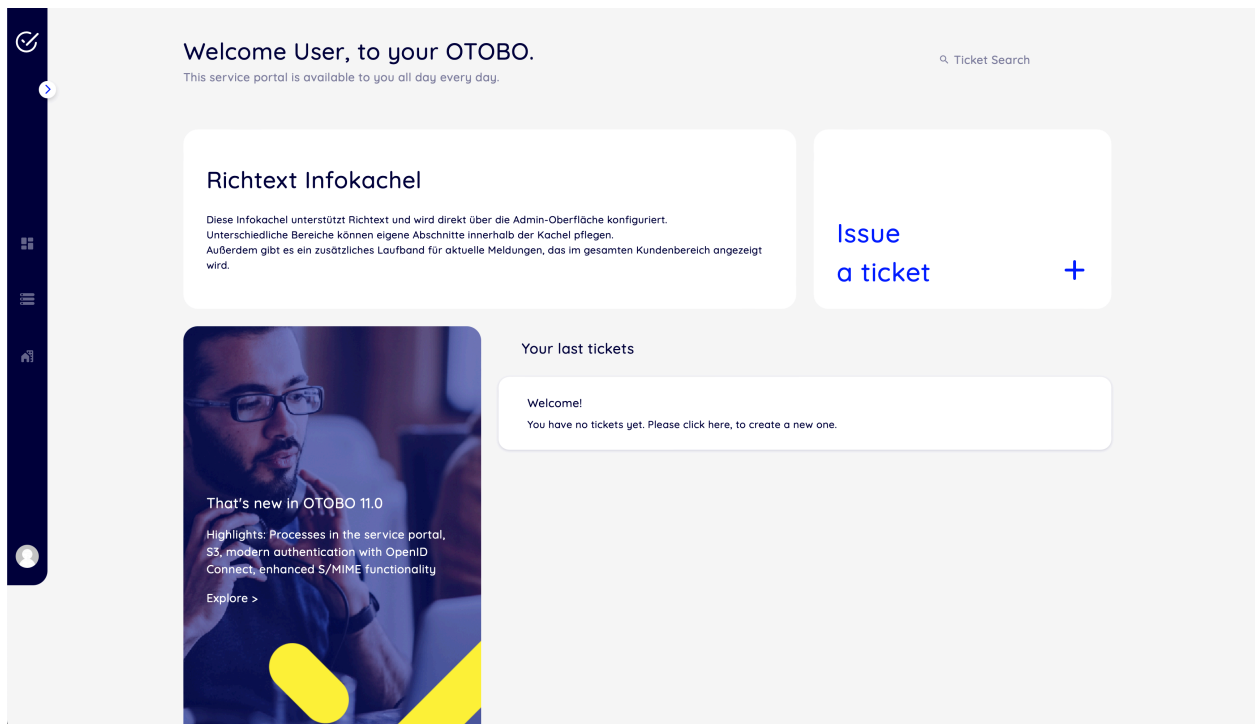 Welcome User, to your OTOBO.
This service portal is available to you all day every day.
Ticket Search
Richtext Infokachel
Diese Infokachel unterstützt Richtext und wird direkt über die Admin-Oberfläche konfiguriert.
Unterschiedliche Bereiche können eigene Abschnitte innerhalb der Kachel pflegen.
Außerdem gibt es ein zusätzliches Laufband für aktuelle Meldungen, das im gesamten Kundenbereich angezeigt
wird.
Issue
a ticket
Your last tickets
Welcome!
You have no tickets yet. Please click here, to create a new one.
That's new in OTOBO 11.0
Highlights: Processes in the service portal,
S3, modern authentication with OpenID
Connect, enhanced S/MIME functionality
Explore >